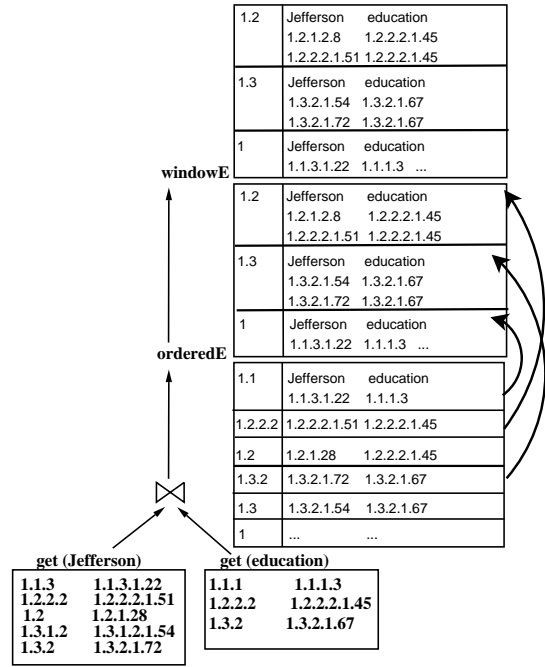 1.2 Jefferson education
1.2.1.2.8 1.2.2.2.1.45
1.2.2.2.1.51 1.2.2.2.1.45
1.3 Jefferson education
1.3.2.1.54 1.3.2.1.67
1.3.2.1.72 1.3.2.1.67
1 Jefferson education
1.1.3.1.22 1.1.1.3 ...
windowE
1.2 Jefferson education
1.2.1.2.8 1.2.2.2.1.45
1.2.2.2.1.51 1.2.2.2.1.45
1.3 Jefferson education
1.3.2.1.54 1.3.2.1.67
1.3.2.1.72 1.3.2.1.67
1 Jefferson education
1.1.3.1.22 1.1.1.3 ...
orderedE
1.1 Jefferson education
1.1.3.1.22 1.1.1.3
1.2.2.2 1.2.2.2.1.51 1.2.2.2.1.45
1.2 1.2.1.28 1.2.2.2.1.45
1.3.2 1.3.2.1.72 1.3.2.1.67
1.3 1.3.2.1.54 1.3.2.1.67
1 ... ...
get (Jefferson)
1.1.3 1.1.3.1.22
1.2.2.2 1.2.2.2.1.51
1.2 1.2.1.28
1.3.1.2 1.3.1.2.1.54
1.3.2 1.3.2.1.72
get (education)
1.1.1 1.1.1.3
1.2.2.2 1.2.2.2.1.45
1.3.2 1.3.2.1.67